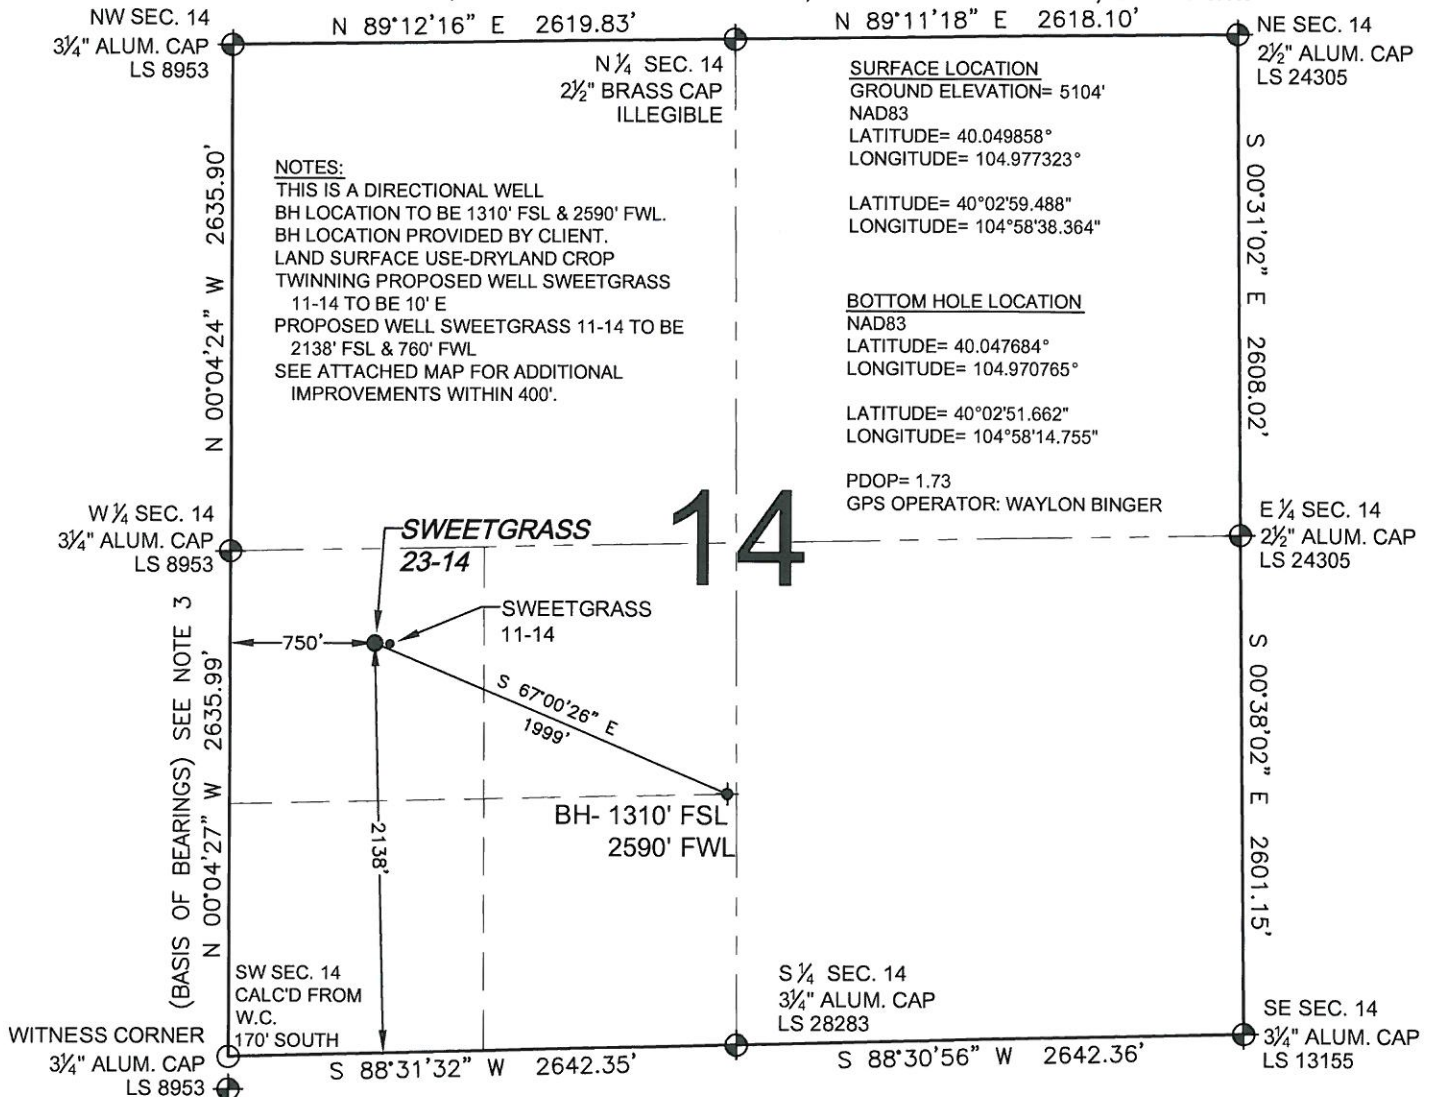 N 89°12'16" E 2619.83'
N 89°11'18" E 2618.10'
NW SEC. 14
3¼" ALUM. CAP
LS 8953
N ¼ SEC. 14
2½" BRASS CAP
ILLEGIBLE
NE SEC. 14
2½" ALUM. CAP
LS 24305
SURFACE LOCATION
GROUND ELEVATION= 5104'
NAD83
LATITUDE= 40.049858°
LONGITUDE= 104.977323°
LATITUDE= 40°02'59.488"
LONGITUDE= 104°58'38.364"
BOTTOM HOLE LOCATION
NAD83
LATITUDE= 40.047684°
LONGITUDE= 104.970765°
LATITUDE= 40°02'51.662"
LONGITUDE= 104°58'14.755"
PDOP= 1.73
GPS OPERATOR: WAYLON BINGER
NOTES:
THIS IS A DIRECTIONAL WELL
BH LOCATION TO BE 1310' FSL & 2590' FWL.
BH LOCATION PROVIDED BY CLIENT.
LAND SURFACE USE-DRYLAND CROP
TWINNING PROPOSED WELL SWEETGRASS
11-14 TO BE 10' E
PROPOSED WELL SWEETGRASS 11-14 TO BE
2138' FSL & 760' FWL
SEE ATTACHED MAP FOR ADDITIONAL
IMPROVEMENTS WITHIN 400'.
N 00°04'24" W 2635.90'
S 00°31'02" E 2608.02'
W ¼ SEC. 14
3¼" ALUM. CAP
LS 8953
14
E ¼ SEC. 14
2½" ALUM. CAP
LS 24305
SWEETGRASS
23-14
SWEETGRASS
11-14
750'
S 67°00'26" E
1999'
2138'
BH- 1310' FSL
2590' FWL
(BASIS OF BEARINGS) SEE NOTE 3
N 00°04'27" W 2635.99'
S 00°38'02" E 2601.15'
SW SEC. 14
CALC'D FROM
W.C.
170' SOUTH
S ¼ SEC. 14
3¼" ALUM. CAP
LS 28283
WITNESS CORNER
3¼" ALUM. CAP
LS 8953
SE SEC. 14
3¼" ALUM. CAP
LS 13155
S 88°31'32" W 2642.35'
S 88°30'56" W 2642.36'